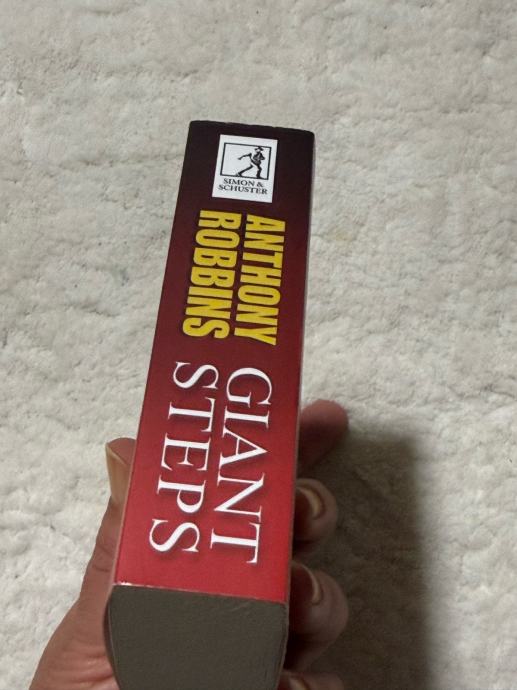 SIMON &
SCHUSTER
ANTHONY
ROBBINS
GIANT
STEPS